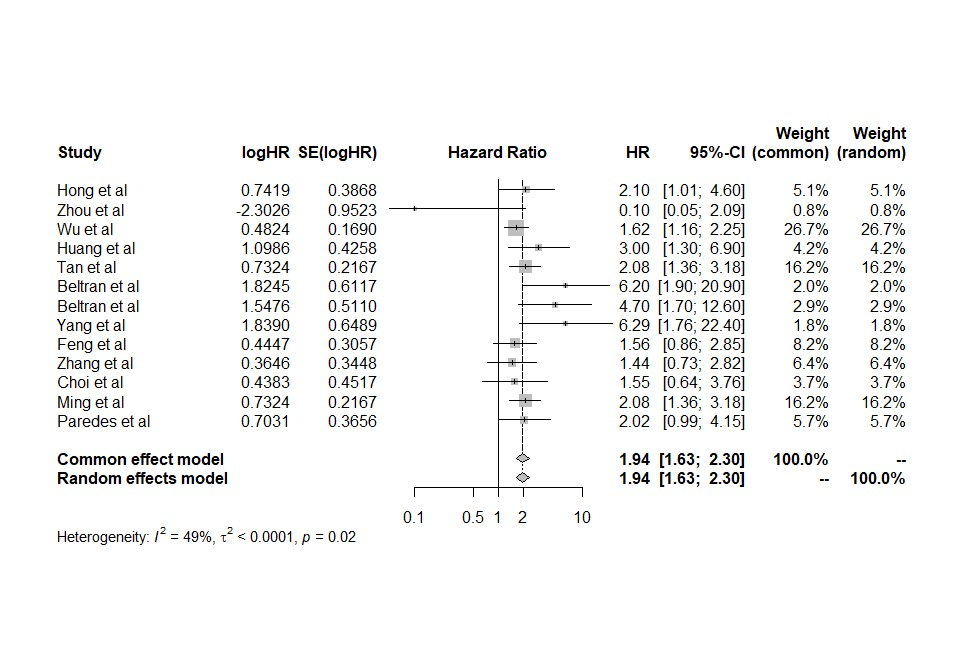 Weight Weight
Study logHR SE(logHR) Hazard Ratio HR 95%-CI (common) (random)
Hong et al 0.7419 0.3868 2.10 [1.01; 4.60] 5.1% 5.1%
Zhou et al -2.3026 0.9523 0.10 [0.05; 2.09] 0.8% 0.8%
Wu et al 0.4824 0.1690 1.62 [1.16; 2.25] 26.7% 26.7%
Huang et al 1.0986 0.4258 3.00 [1.30; 6.90] 4.2% 4.2%
Tan et al 0.7324 0.2167 2.08 [1.36; 3.18] 16.2% 16.2%
Beltran et al 1.8245 0.6117 6.20 [1.90; 20.90] 2.0% 2.0%
Beltran et al 1.5476 0.5110 4.70 [1.70; 12.60] 2.9% 2.9%
Yang et al 1.8390 0.6489 6.29 [1.76; 22.40] 1.8% 1.8%
Feng et al 0.4447 0.3057 1.56 [0.86; 2.85] 8.2% 8.2%
Zhang et al 0.3646 0.3448 1.44 [0.73; 2.82] 6.4% 6.4%
Choi et al 0.4383 0.4517 1.55 [0.64; 3.76] 3.7% 3.7%
Ming et al 0.7324 0.2167 2.08 [1.36; 3.18] 16.2% 16.2%
Paredes et al 0.7031 0.3656 2.02 [0.99; 4.15] 5.7% 5.7%
Common effect model 1.94 [1.63; 2.30] 100.0% --
Random effects model 1.94 [1.63; 2.30] -- 100.0%
0.1 0.5 1 2 10
Heterogeneity: I² = 49%, τ² < 0.0001, p = 0.02